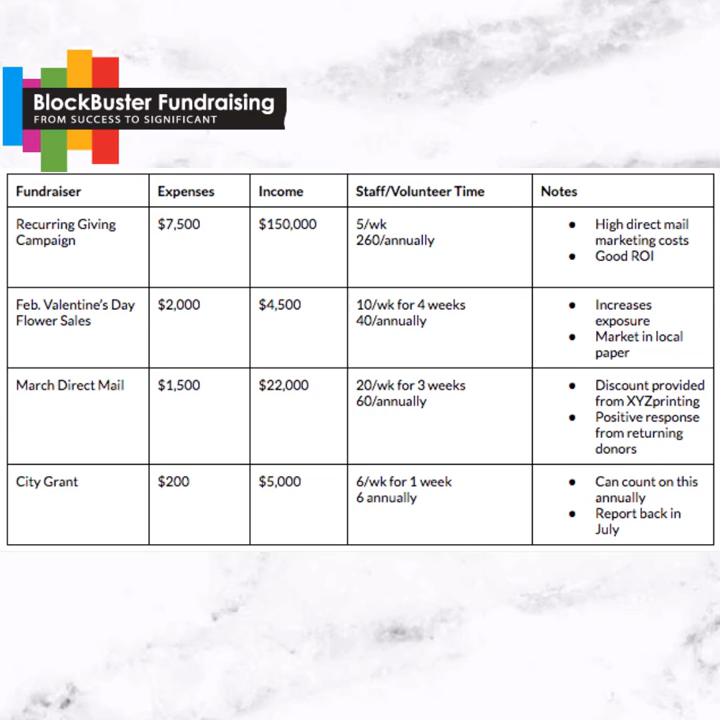 BlockBuster Fundraising
FROM SUCCESS TO SIGNIFICANT
Fundraiser Expenses Income Staff/Volunteer Time Notes
Recurring Giving $7,500 $150,000 5/wk ● High direct mail
Campaign 260/annually marketing costs
● Good ROI
Feb. Valentine's Day $2,000 $4,500 10/wk for 4 weeks ● Increases
Flower Sales 40/annually exposure
● Market in local
paper
March Direct Mail $1,500 $22,000 20/wk for 3 weeks ● Discount provided
60/annually from XYZprinting
● Positive response
from returning
donors
City Grant $200 $5,000 6/wk for 1 week ● Can count on this
6 annually annually
● Report back in
July